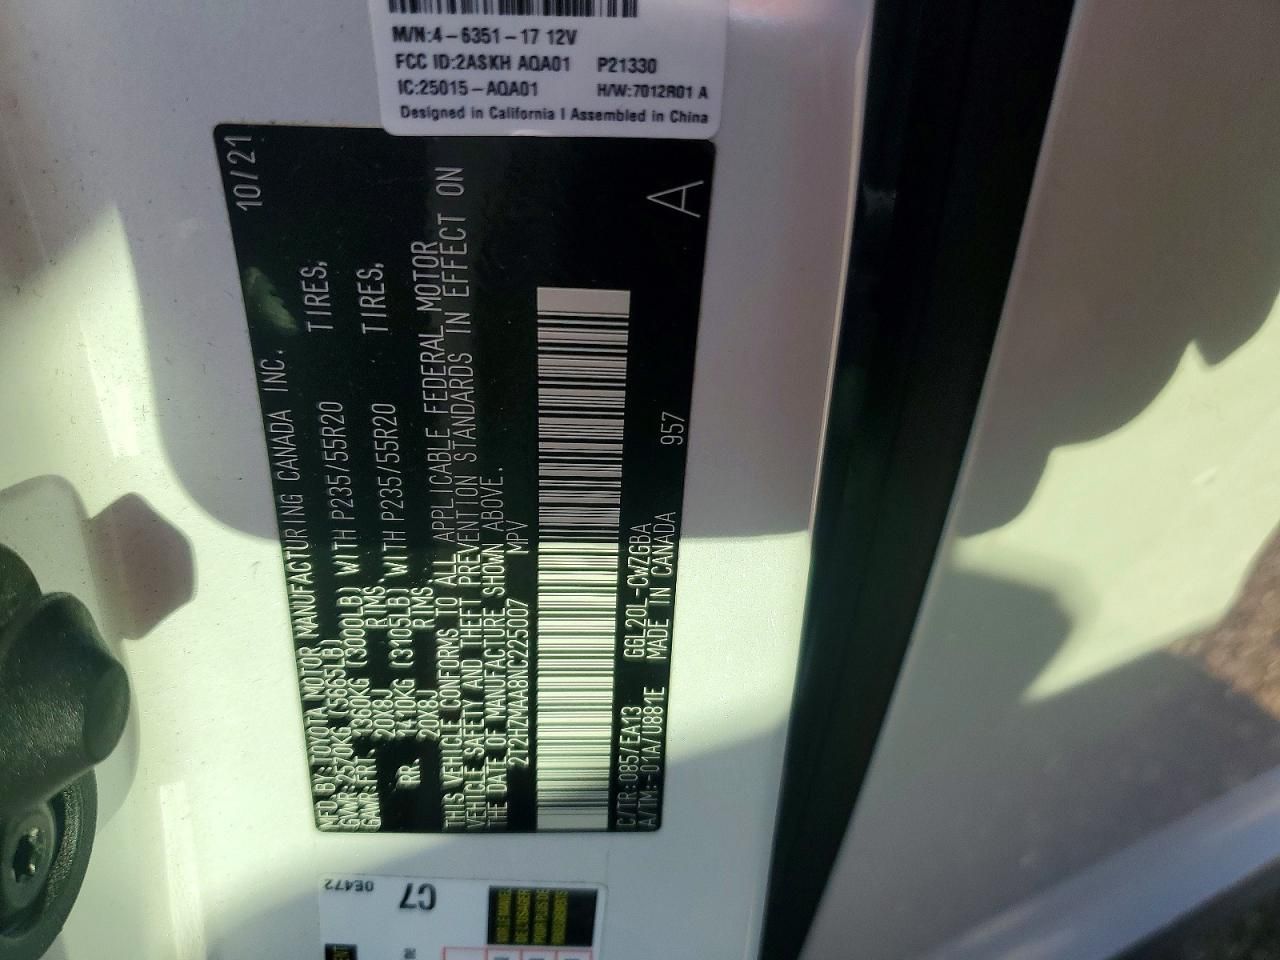 M/N:4-6351-17 12V
FCC ID:2ASKH AQA01 P21330
IC:25015-AQA01 H/W:7012R01 A
Designed in California | Assembled in China
MFD BY:TOYOTA MOTOR MANUFACTURING CANADA INC. 10/21
GVWR:2570KG (5665LB)
GAWR:FRT. 1360KG (3000LB) WITH P235/55R20 TIRES,
20X8J RIMS,
RR. 1410KG (3105LB) WITH P235/55R20 TIRES,
20X8J RIMS
THIS VEHICLE CONFORMS TO ALL APPLICABLE FEDERAL MOTOR
VEHICLE SAFETY AND THEFT PREVENTION STANDARDS IN EFFECT ON
THE DATE OF MANUFACTURE SHOWN ABOVE.
2T2HZMAA8NC225007 MPV
C/TR:085/EA13 GGL20L-CWZGBA
A/TM:-01A/U881E MADE IN CANADA 957
A
0E472
C7